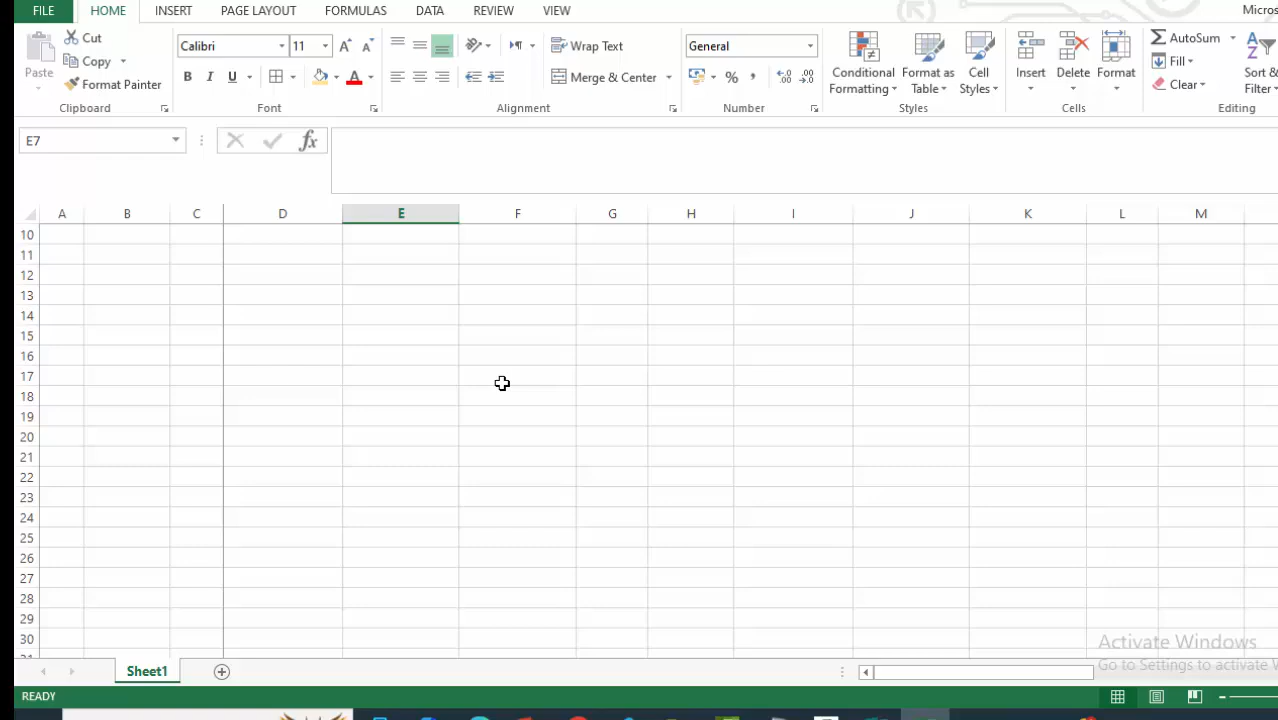 FILE HOME INSERT PAGE LAYOUT FORMULAS DATA REVIEW VIEW
Micros
Paste
Cut
Copy
Format Painter
Clipboard
Calibri 11
B I U A
Font
Wrap Text
Merge & Center
Alignment
General
% ,
Number
Conditional Formatting
Format as Table
Cell Styles
Styles
Insert Delete Format
Cells
AutoSum
Fill
Clear
Sort &
Filter
Editing
E7
fx
A B C D E F G H I J K L M
10
11
12
13
14
15
16
17
18
19
20
21
22
23
24
25
26
27
28
29
30
Activate Windows
Go to Settings to activate W
Sheet1
READY